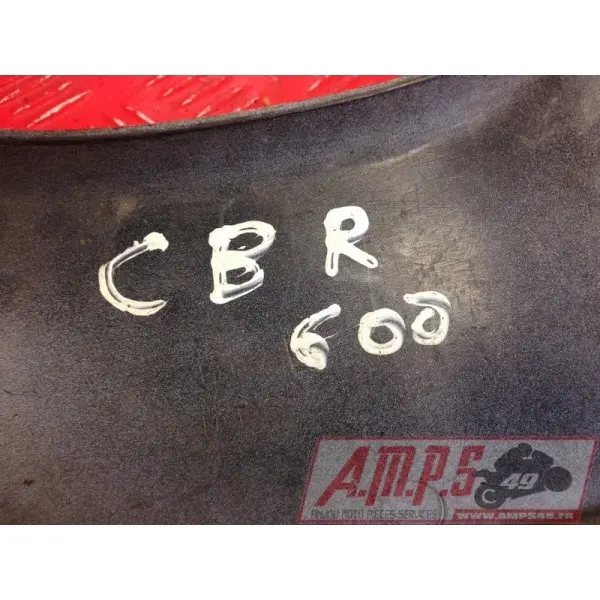 CBR
600
A.M.P.S 49
ANJOU MOTO PIECES-SERVICES
WWW.AMPS49.FR